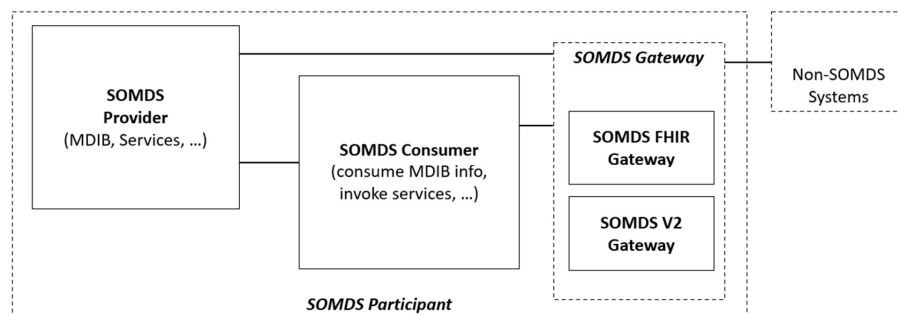 SOMDS
Provider
(MDIB, Services, …)
SOMDS Consumer
(consume MDIB info,
invoke services, …)
SOMDS Gateway
SOMDS FHIR
Gateway
SOMDS V2
Gateway
Non-SOMDS
Systems
SOMDS Participant